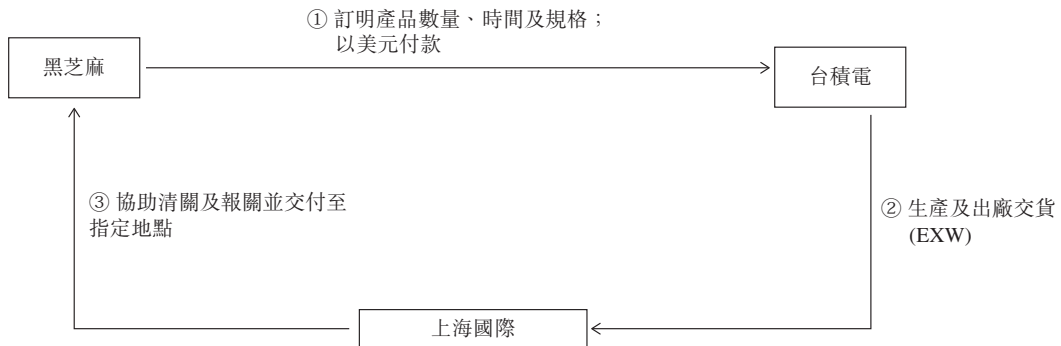 ① 訂明產品數量、時間及規格；
以美元付款
黑芝麻
台積電
③ 協助清關及報關並交付至
指定地點
② 生產及出廠交貨
(EXW)
上海國際